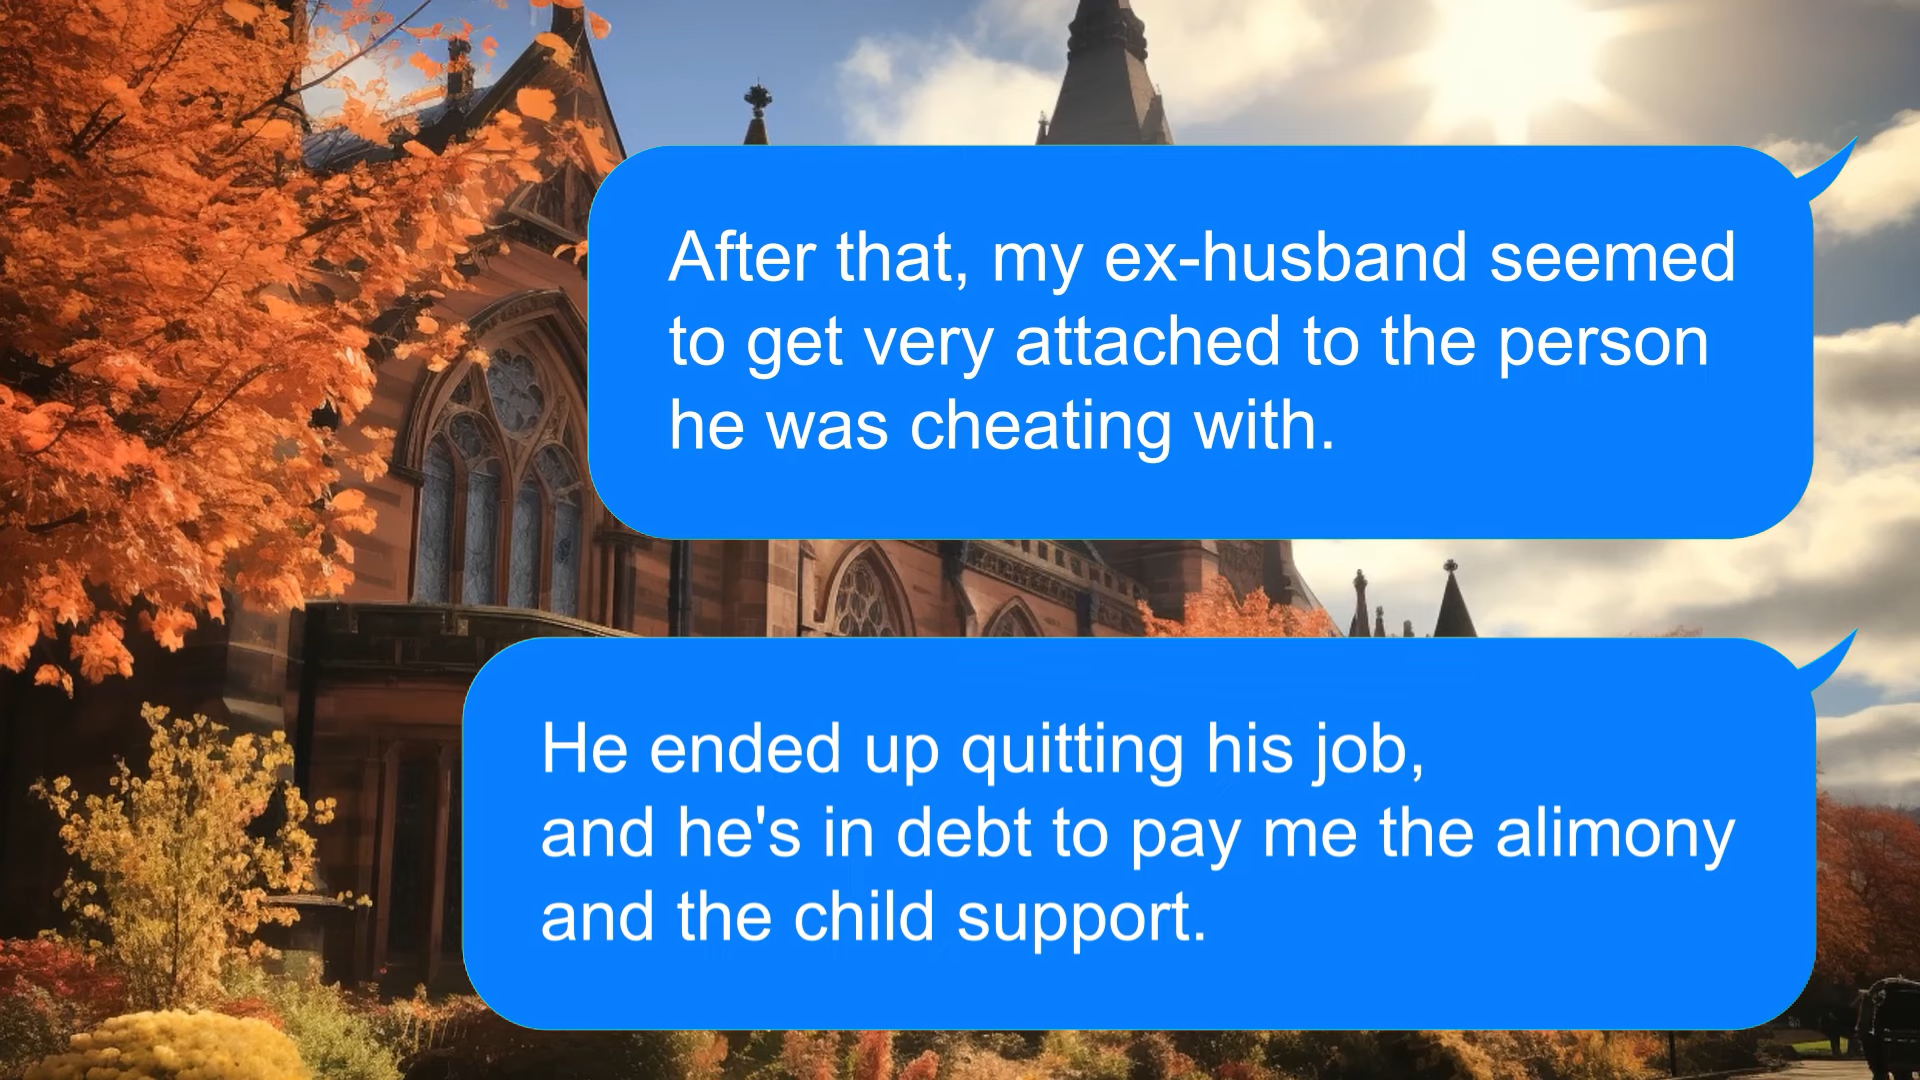 After that, my ex-husband seemed
to get very attached to the person
he was cheating with.
He ended up quitting his job,
and he's in debt to pay me the alimony
and the child support.